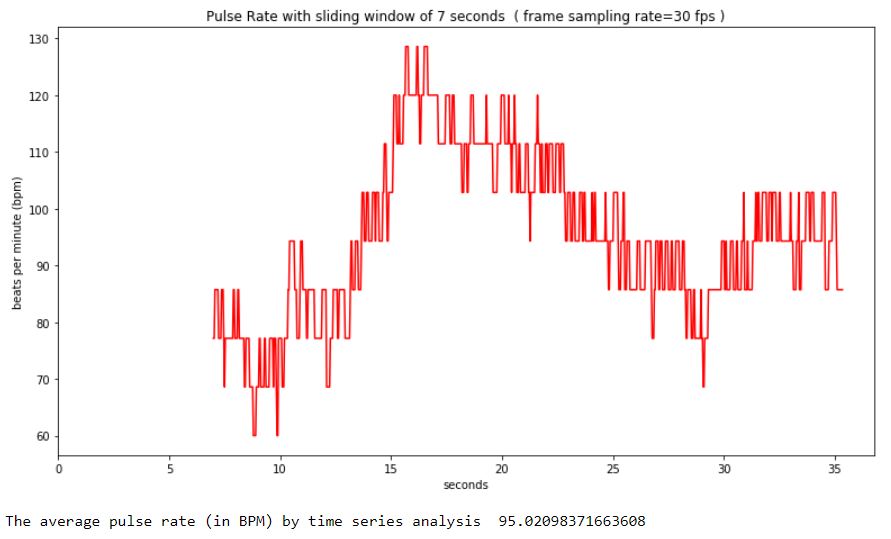 Pulse Rate with sliding window of 7 seconds ( frame sampling rate=30 fps )
130
120
110
100
90
80
70
60
beats per minute (bpm)
0 5 10 15 20 25 30 35
seconds
The average pulse rate (in BPM) by time series analysis 95.02098371663608